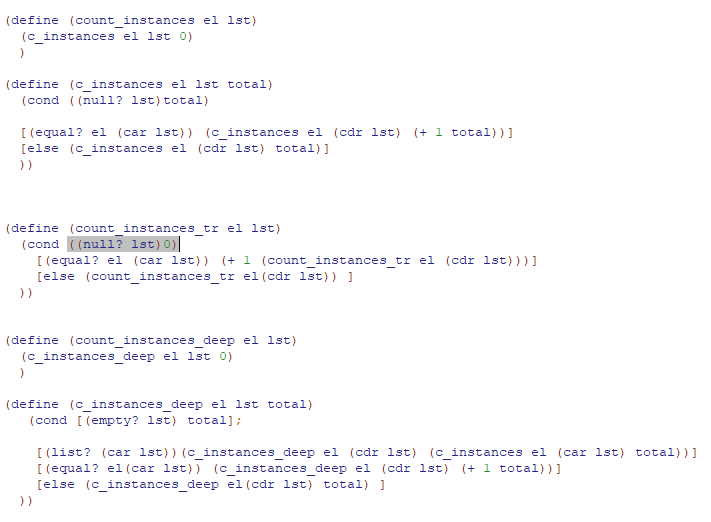 (define (count_instances el lst)
(c_instances el lst 0)
)
(define (c_instances el lst total)
(cond ((null? lst)total)
[(equal? el (car lst)) (c_instances el (cdr lst) (+ 1 total))]
[else (c_instances el (cdr lst) total)]
))
(define (count_instances_tr el lst)
(cond ((null? lst)0)
[(equal? el (car lst)) (+ 1 (count_instances_tr el (cdr lst)))]
[else (count_instances_tr el(cdr lst)) ]
))
(define (count_instances_deep el lst)
(c_instances_deep el lst 0)
)
(define (c_instances_deep el lst total)
(cond [(empty? lst) total];
[(list? (car lst))(c_instances_deep el (cdr lst) (c_instances el (car lst) total))]
[(equal? el(car lst)) (c_instances_deep el (cdr lst) (+ 1 total))]
[else (c_instances_deep el(cdr lst) total) ]
))